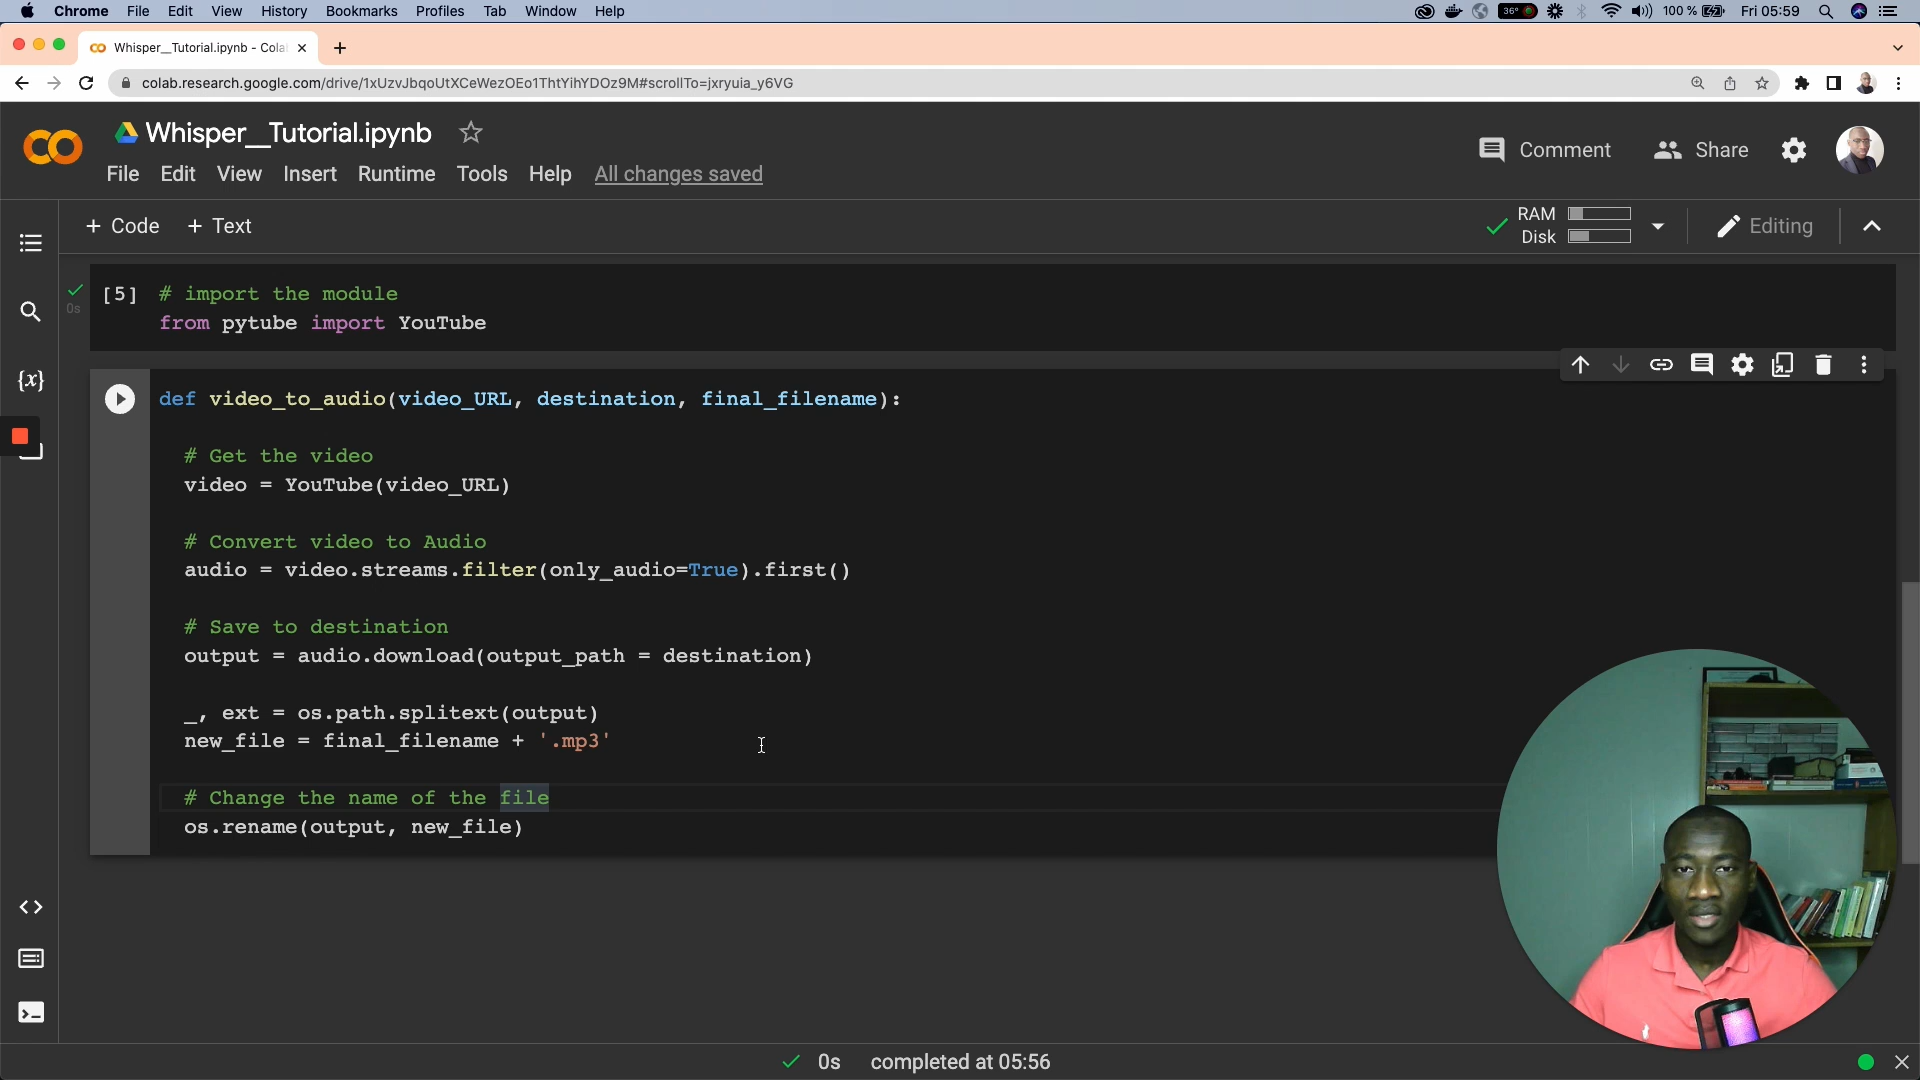 Chrome File Edit View History Bookmarks Profiles Tab Window Help 36° 100 % Fri 05:59
Whisper__Tutorial.ipynb - Cola
colab.research.google.com/drive/1xUzvJbqoUtXCeWezOEo1ThtYihYDOz9M#scrollTo=jxryuia_y6VG
Whisper__Tutorial.ipynb
File Edit View Insert Runtime Tools Help All changes saved
Comment Share
+ Code + Text
RAM
Disk
Editing
0s
[5] # import the module
from pytube import YouTube
{x}
def video_to_audio(video_URL, destination, final_filename):
# Get the video
video = YouTube(video_URL)
# Convert video to Audio
audio = video.streams.filter(only_audio=True).first()
# Save to destination
output = audio.download(output_path = destination)
_, ext = os.path.splitext(output)
new_file = final_filename + '.mp3'
# Change the name of the file
os.rename(output, new_file)
0s completed at 05:56